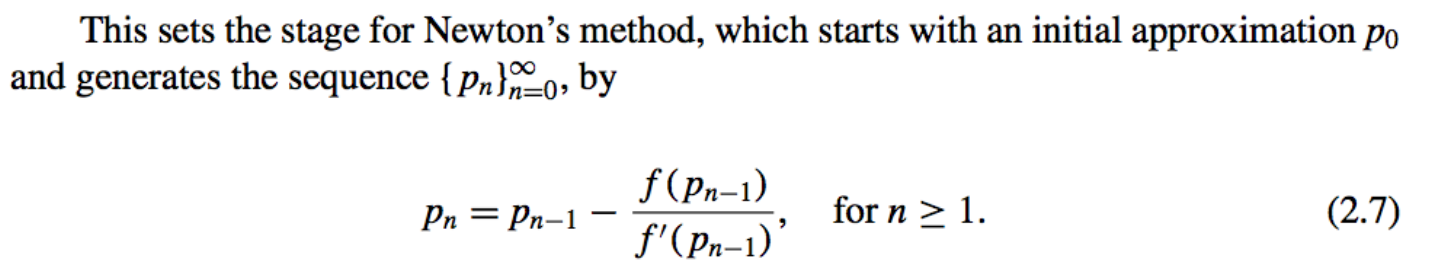 This sets the stage for Newton's method, which starts with an initial approximation p₀
and generates the sequence {pₙ}∞ₙ₌₀, by
pₙ = pₙ₋₁ − f(pₙ₋₁) / f′(pₙ₋₁), for n ≥ 1. (2.7)